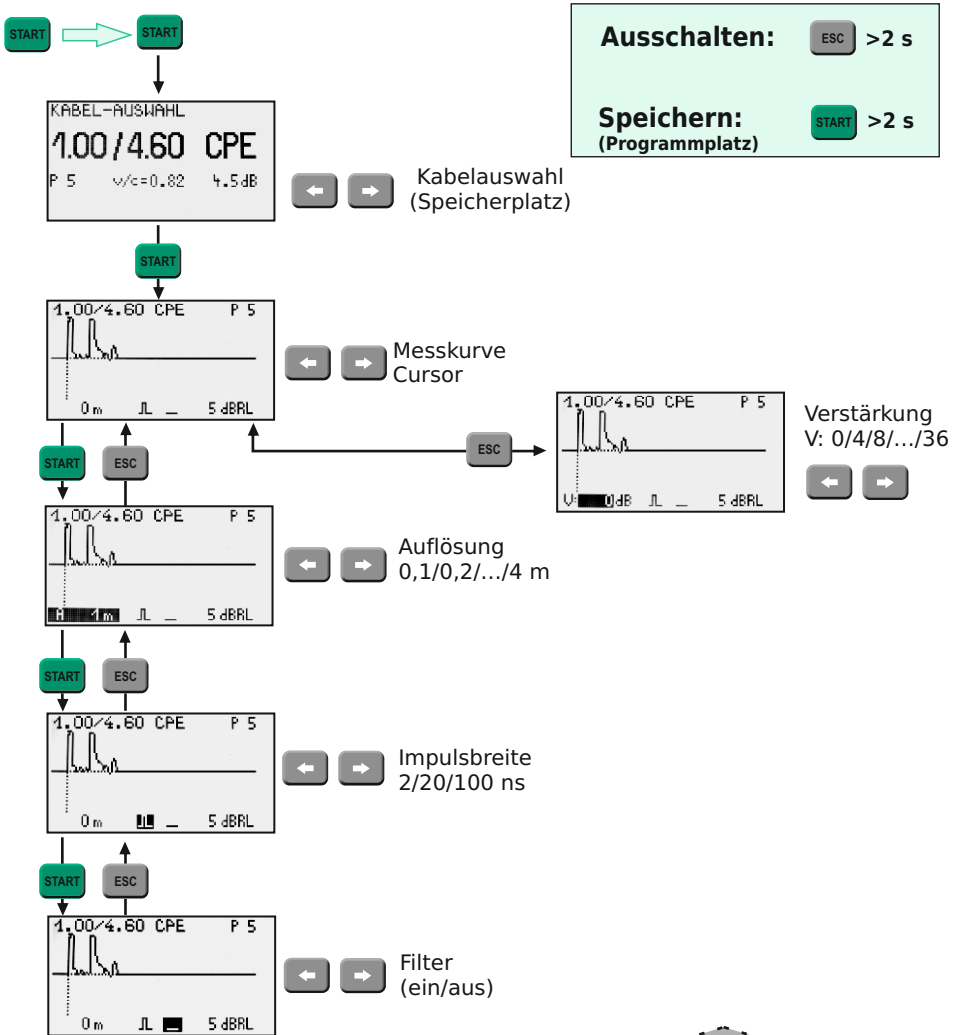 START
START
Ausschalten:
ESC
>2 s
Speichern:
(Programmplatz)
START
>2 s
KABEL-AUSWAHL
1.00/4.60 CPE
P 5 v/c=0.82 4.5dB
Kabelauswahl
(Speicherplatz)
START
1.00/4.60 CPE P 5
0 m 5 dBRL
Messkurve
Cursor
START
ESC
ESC
1.00/4.60 CPE P 5
V: 0dB 5 dBRL
Verstärkung
V: 0/4/8/.../36
1.00/4.60 CPE P 5
A 1 m 5 dBRL
Auflösung
0,1/0,2/.../4 m
START
ESC
1.00/4.60 CPE P 5
0 m 5 dBRL
Impulsbreite
2/20/100 ns
START
ESC
1.00/4.60 CPE P 5
0 m 5 dBRL
Filter
(ein/aus)